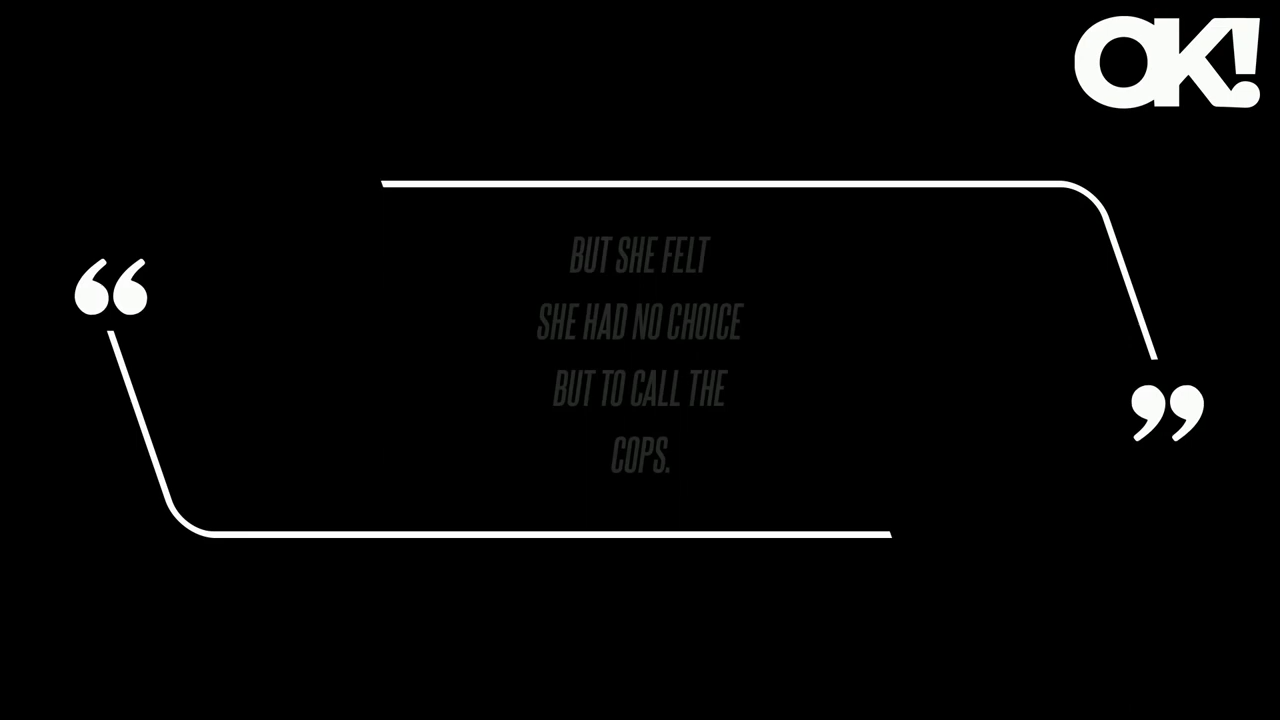 OK!
“
BUT SHE FELT
SHE HAD NO CHOICE
BUT TO CALL THE
COPS.
”